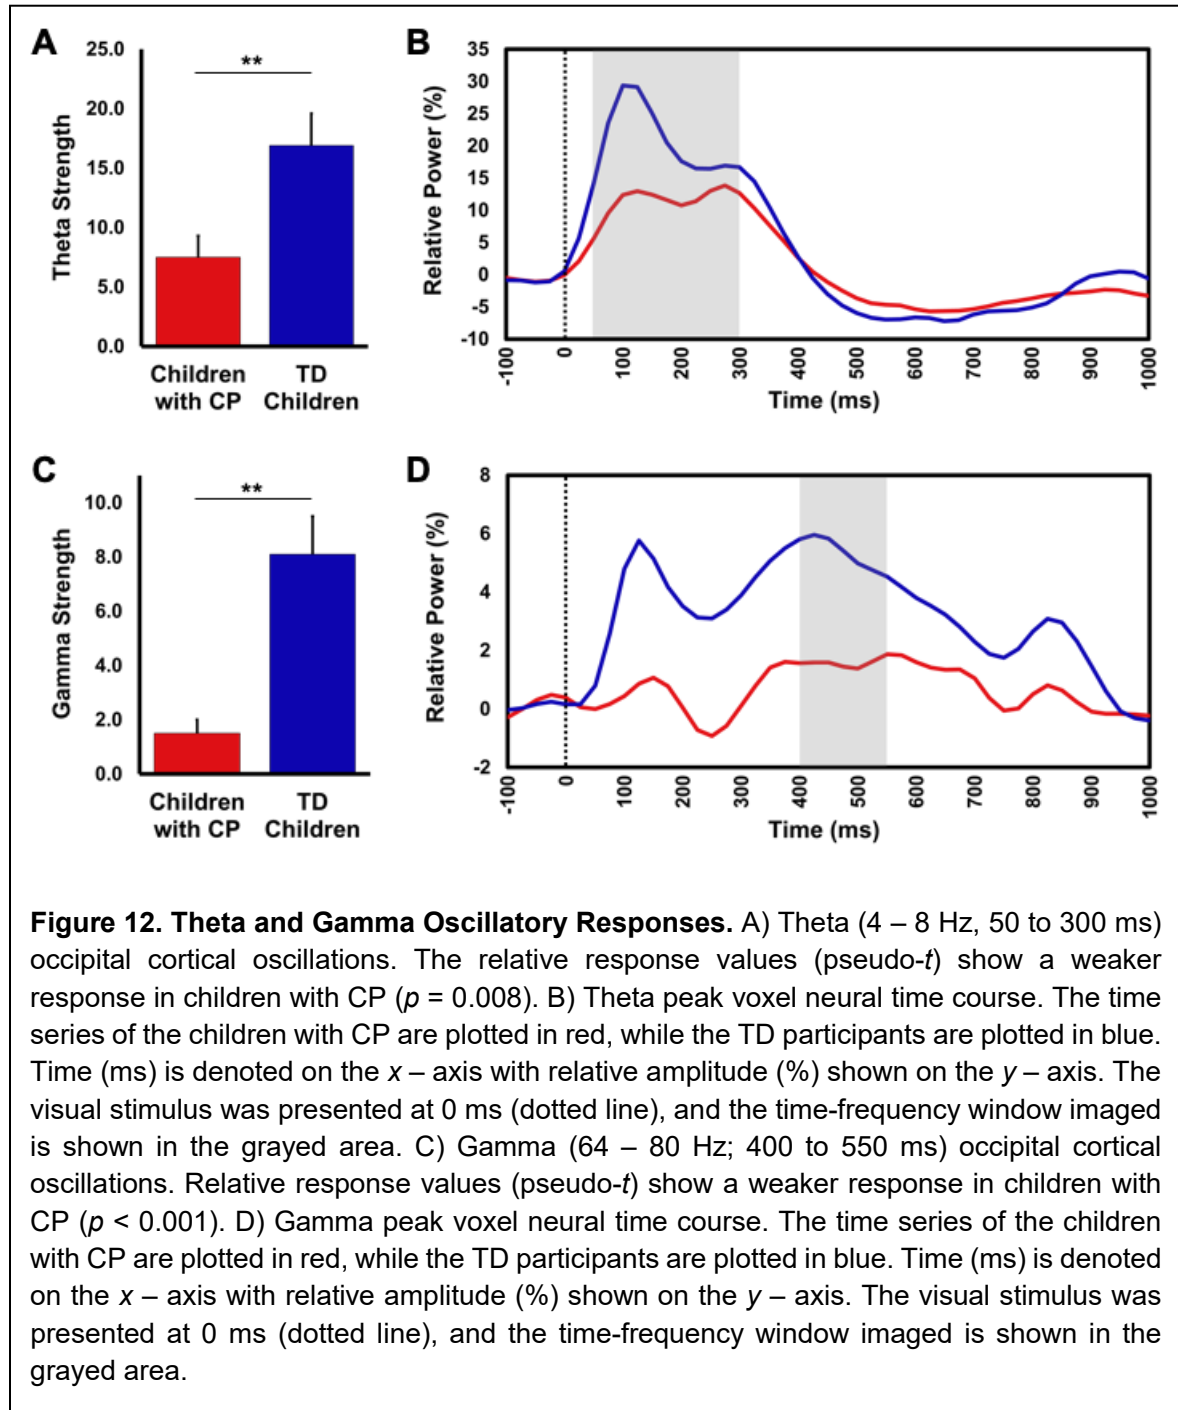 A
25.0
20.0
15.0
10.0
5.0
0.0
Theta Strength
**
Children
with CP
TD
Children
B
35
30
25
20
15
10
5
0
-5
-10
Relative Power (%)
-100
0
100
200
300
400
500
600
700
800
900
1000
Time (ms)
C
10.0
8.0
6.0
4.0
2.0
0.0
Gamma Strength
**
Children
with CP
TD
Children
D
8
6
4
2
0
-2
Relative Power (%)
-100
0
100
200
300
400
500
600
700
800
900
1000
Time (ms)
Figure 12. Theta and Gamma Oscillatory Responses. A) Theta (4 – 8 Hz, 50 to 300 ms)
occipital cortical oscillations. The relative response values (pseudo-t) show a weaker
response in children with CP (p = 0.008). B) Theta peak voxel neural time course. The time
series of the children with CP are plotted in red, while the TD participants are plotted in blue.
Time (ms) is denoted on the x – axis with relative amplitude (%) shown on the y – axis. The
visual stimulus was presented at 0 ms (dotted line), and the time-frequency window imaged
is shown in the grayed area. C) Gamma (64 – 80 Hz; 400 to 550 ms) occipital cortical
oscillations. Relative response values (pseudo-t) show a weaker response in children with
CP (p < 0.001). D) Gamma peak voxel neural time course. The time series of the children
with CP are plotted in red, while the TD participants are plotted in blue. Time (ms) is denoted
on the x – axis with relative amplitude (%) shown on the y – axis. The visual stimulus was
presented at 0 ms (dotted line), and the time-frequency window imaged is shown in the
grayed area.